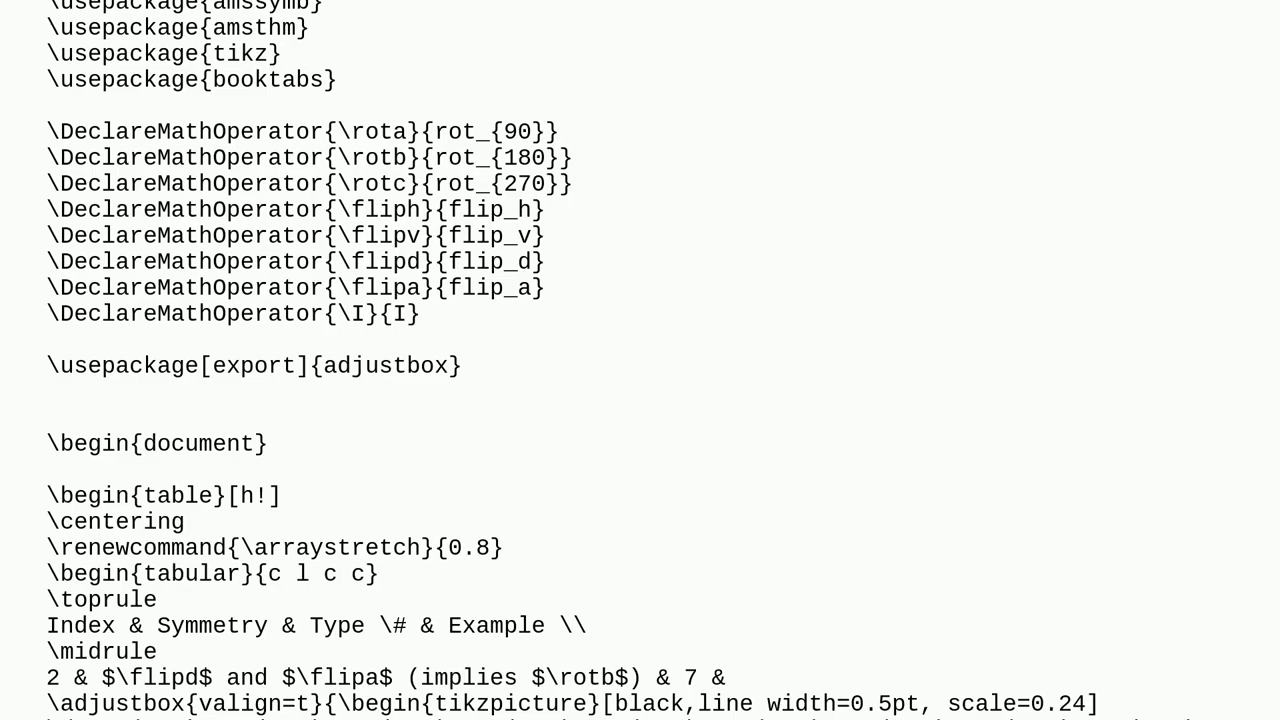 \usepackage{amssymb}
\usepackage{amsthm}
\usepackage{tikz}
\usepackage{booktabs}
\DeclareMathOperator{\rota}{rot_{90}}
\DeclareMathOperator{\rotb}{rot_{180}}
\DeclareMathOperator{\rotc}{rot_{270}}
\DeclareMathOperator{\fliph}{flip_h}
\DeclareMathOperator{\flipv}{flip_v}
\DeclareMathOperator{\flipd}{flip_d}
\DeclareMathOperator{\flipa}{flip_a}
\DeclareMathOperator{\I}{I}
\usepackage[export]{adjustbox}
\begin{document}
\begin{table}[h!]
\centering
\renewcommand{\arraystretch}{0.8}
\begin{tabular}{c l c c}
\toprule
Index & Symmetry & Type \# & Example \\
\midrule
2 & $\flipd$ and $\flipa$ (implies $\rotb$) & 7 &
\adjustbox{valign=t}{\begin{tikzpicture}[black,line width=0.5pt, scale=0.24]